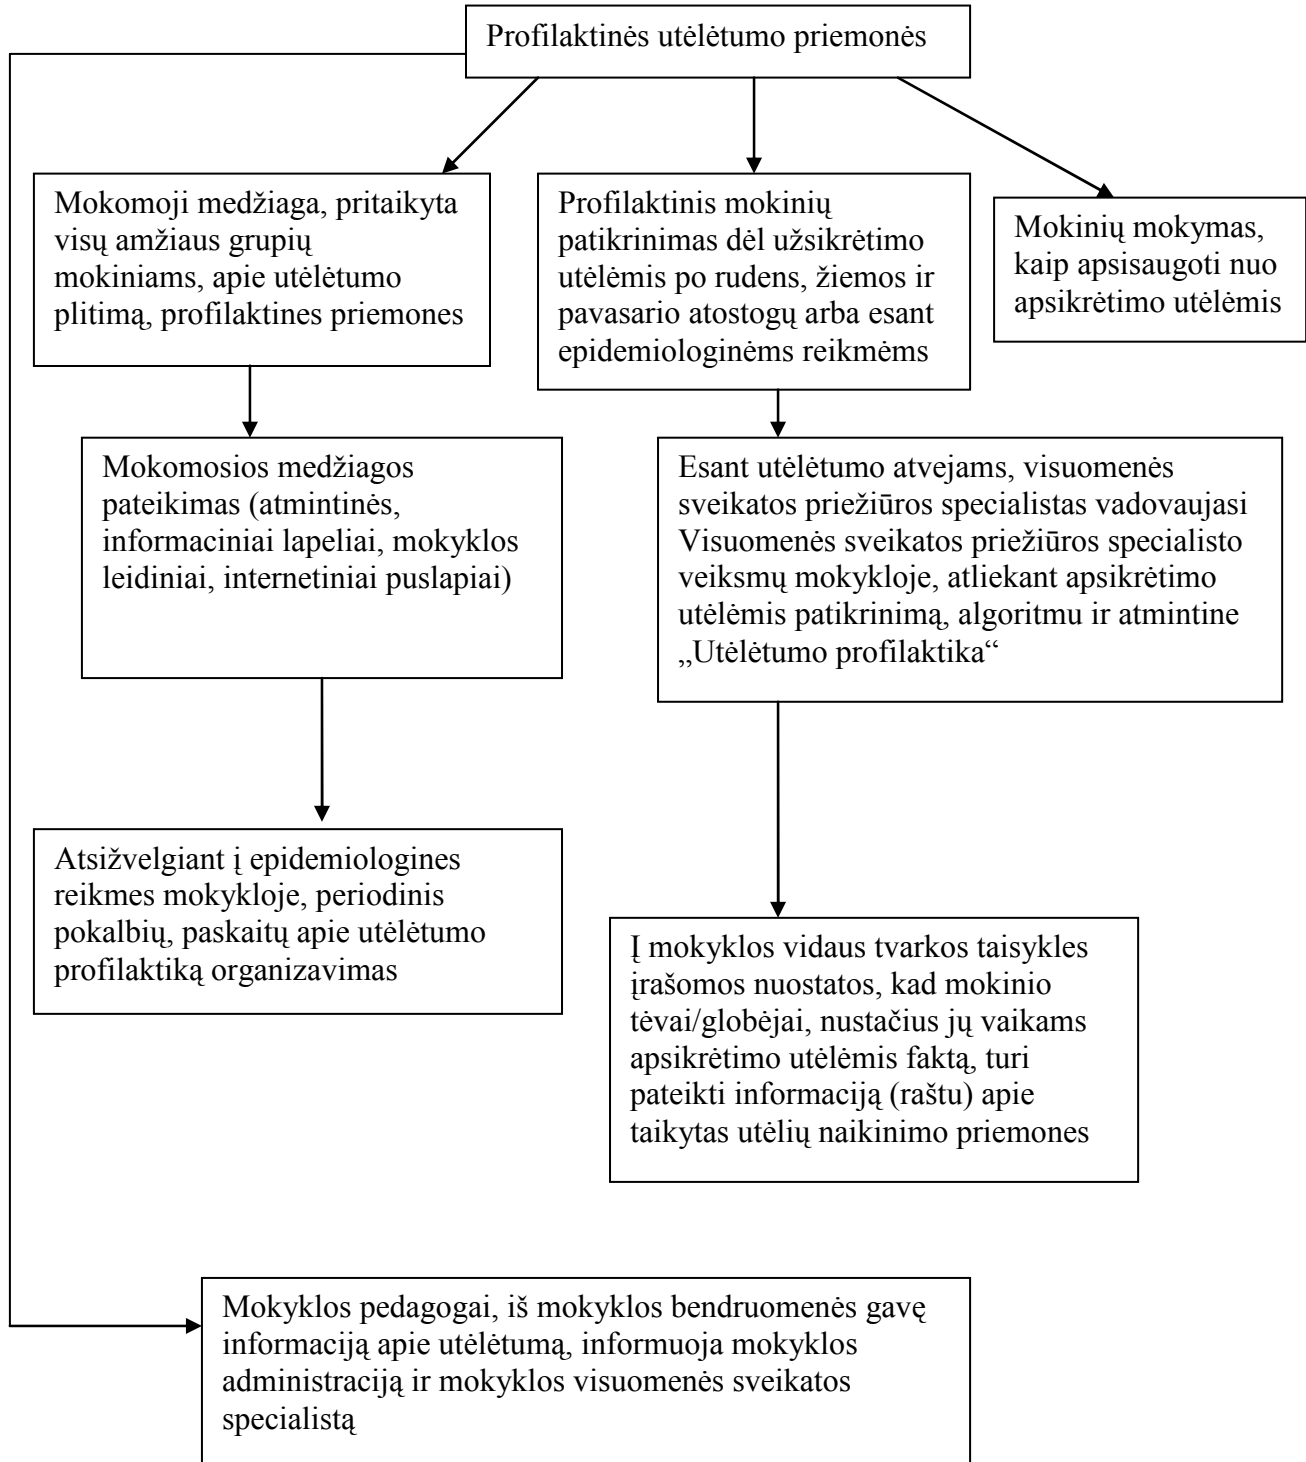 Profilaktinės utėlėtumo priemonės
Mokomoji medžiaga, pritaikyta
visų amžiaus grupių
mokiniams, apie utėlėtumo
plitimą, profilaktines priemones
Profilaktinis mokinių
patikrinimas dėl užsikrėtimo
utėlėmis po rudens, žiemos ir
pavasario atostogų arba esant
epidemiologinėms reikmėms
Mokinių mokymas,
kaip apsisaugoti nuo
apsikrėtimo utėlėmis
Mokomosios medžiagos
pateikimas (atmintinės,
informaciniai lapeliai, mokyklos
leidiniai, internetiniai puslapiai)
Esant utėlėtumo atvejams, visuomenės
sveikatos priežiūros specialistas vadovaujasi
Visuomenės sveikatos priežiūros specialisto
veiksmų mokykloje, atliekant apsikrėtimo
utėlėmis patikrinimą, algoritmu ir atmintine
„Utėlėtumo profilaktika“
Atsižvelgiant į epidemiologines
reikmes mokykloje, periodinis
pokalbių, paskaitų apie utėlėtumo
profilaktiką organizavimas
Į mokyklos vidaus tvarkos taisykles
įrašomos nuostatos, kad mokinio
tėvai/globėjai, nustačius jų vaikams
apsikrėtimo utėlėmis faktą, turi
pateikti informaciją (raštu) apie
taikytas utėlių naikinimo priemones
Mokyklos pedagogai, iš mokyklos bendruomenės gavę
informaciją apie utėlėtumą, informuoja mokyklos
administraciją ir mokyklos visuomenės sveikatos
specialistą